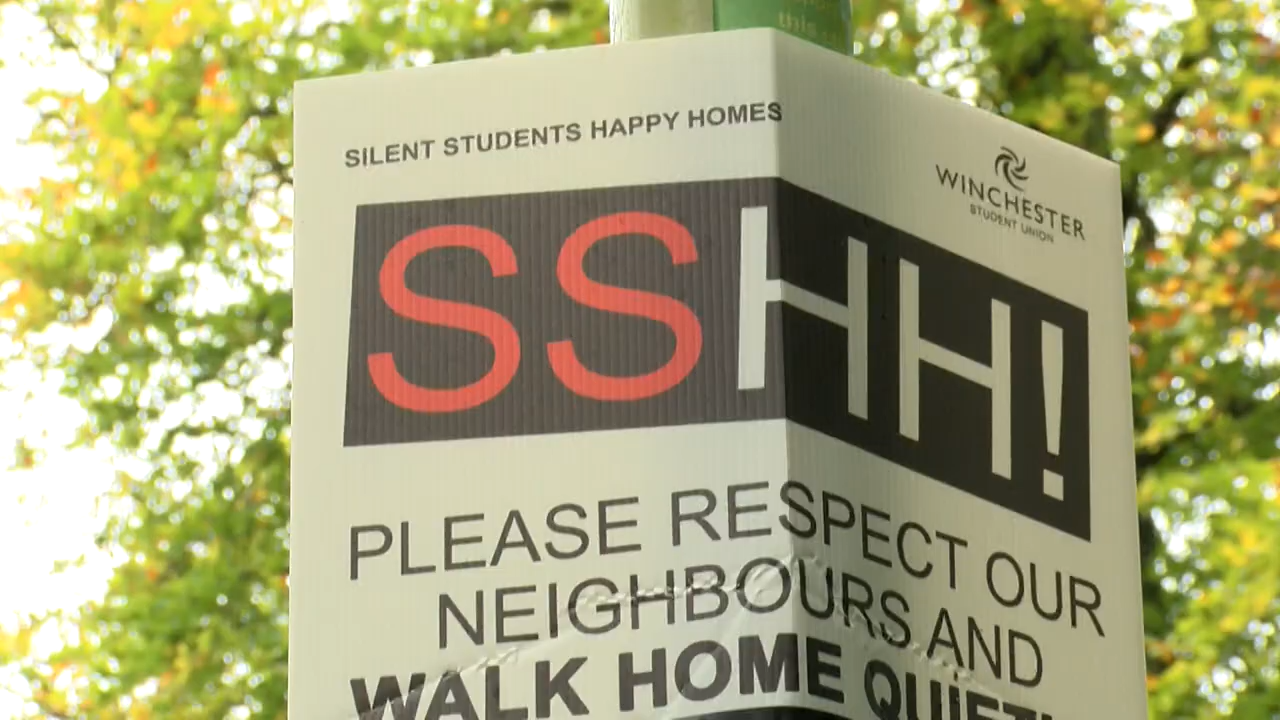 SILENT STUDENTS HAPPY HOMES
WINCHESTER
STUDENT UNION
SSHH!
PLEASE RESPECT OUR
NEIGHBOURS AND
WALK HOME